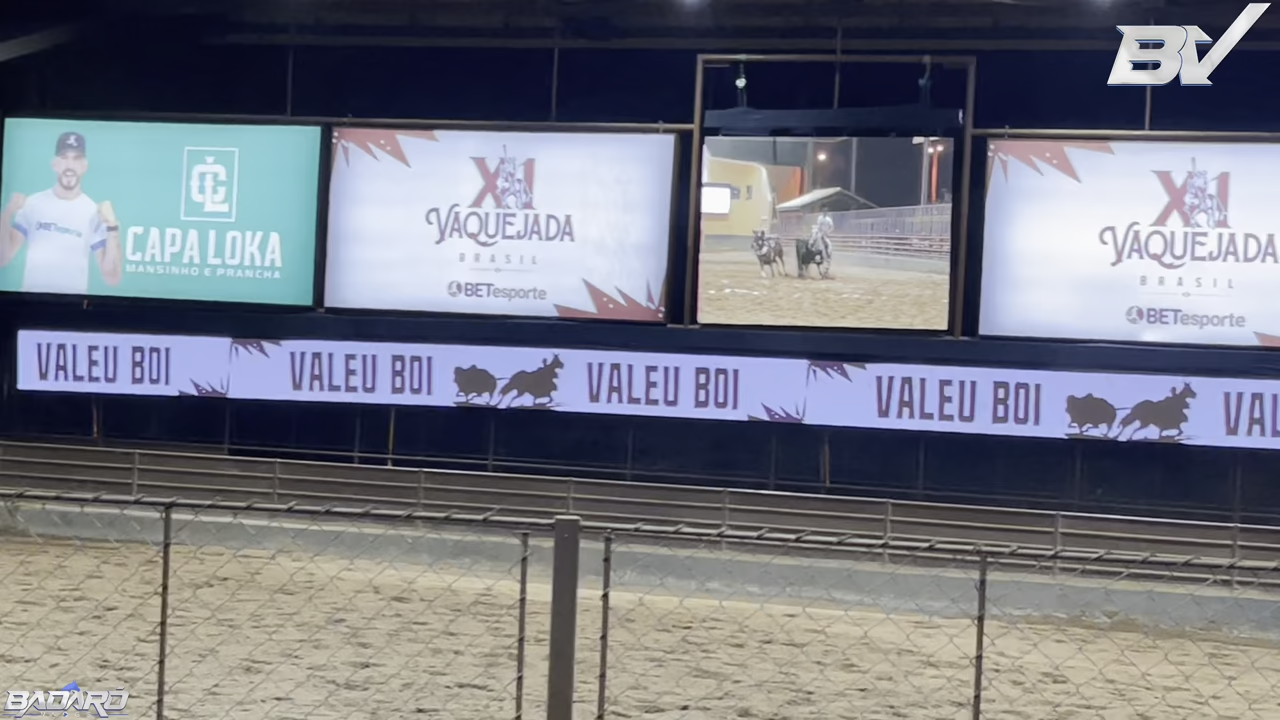 BV
CL
CAPA LOKA
MANSINHO E PRANCHA
X1
VAQUEJADA
BRASIL
BETesporte
X1
VAQUEJADA
BRASIL
BETesporte
VALEU BOI
VALEU BOI
VALEU BOI
VALEU BOI
VAL
BADARÓ